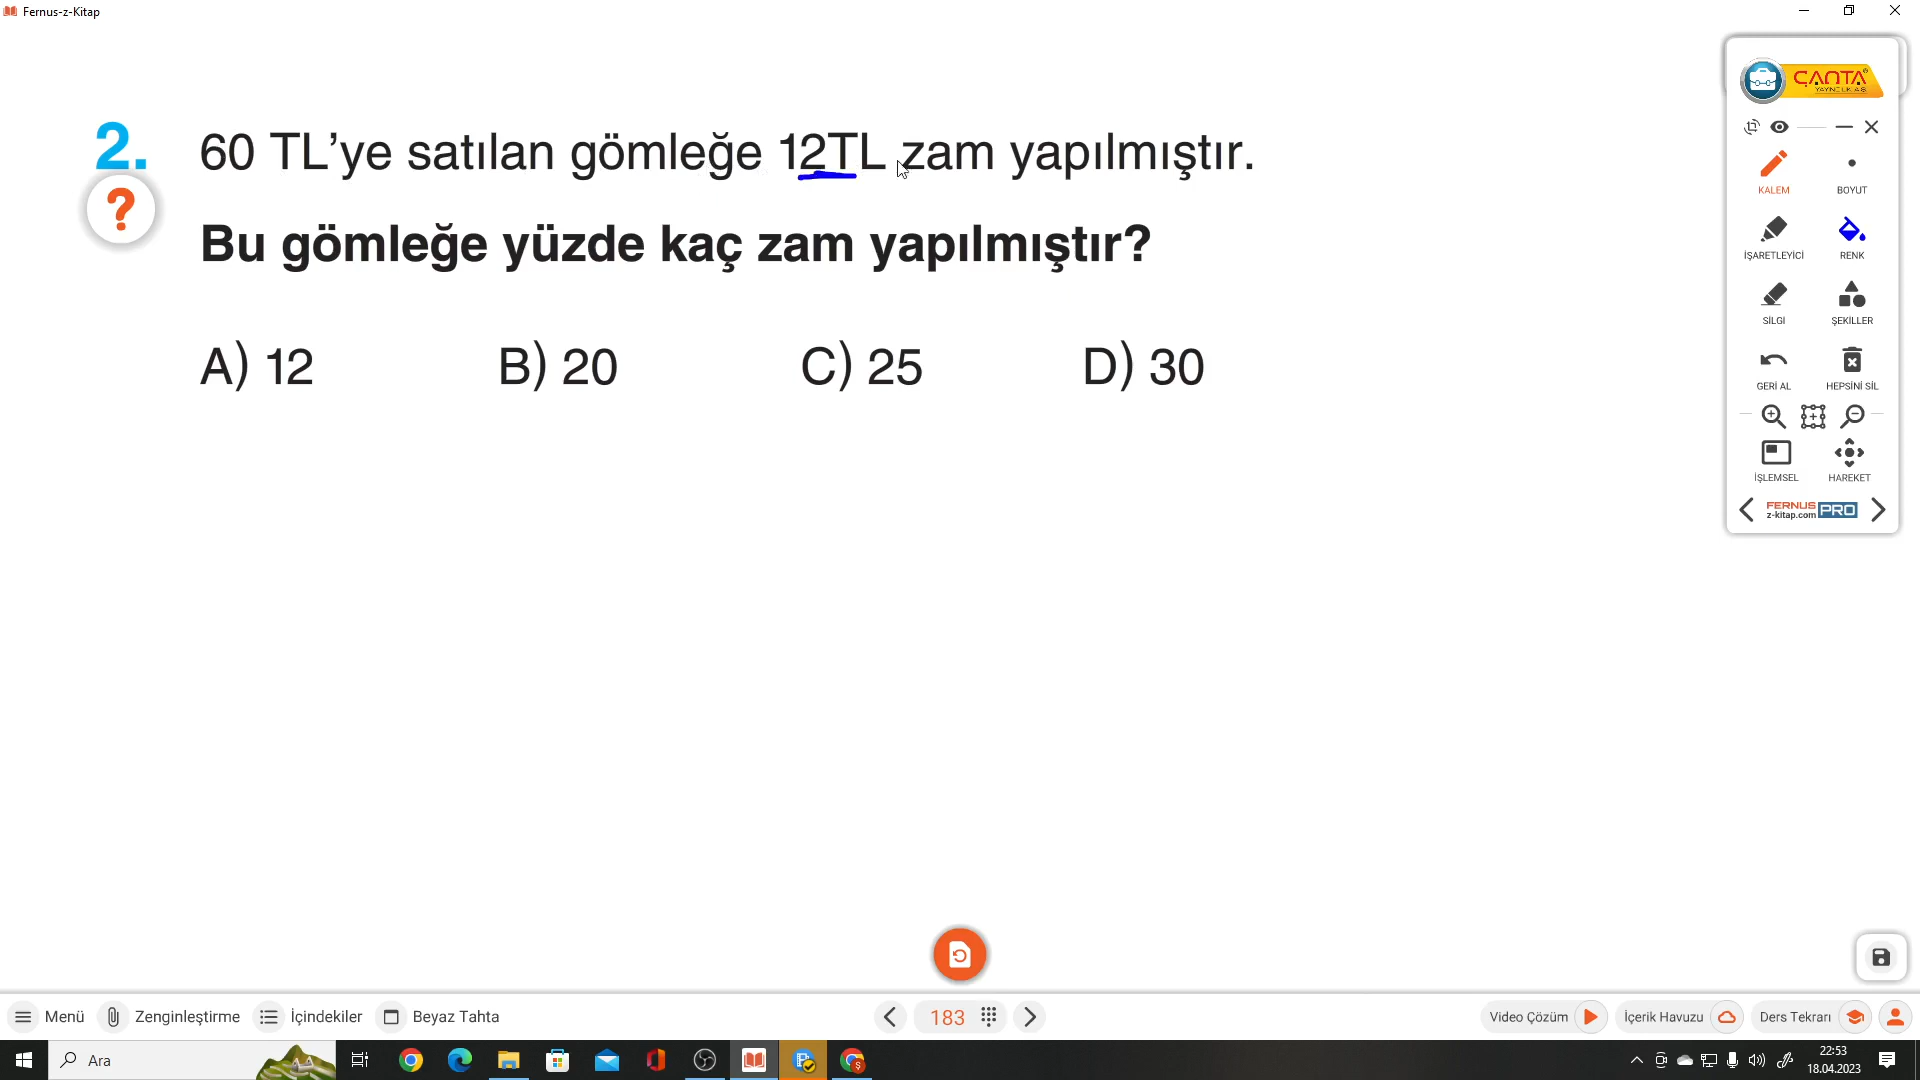 Fernus-z-Kitap
ÇANTA
YAYINCILIK A.Ş.
2. 60 TL’ye satılan gömleğe 12TL zam yapılmıştır.
?
Bu gömleğe yüzde kaç zam yapılmıştır?
A) 12 B) 20 C) 25 D) 30
KALEM BOYUT
İŞARETLEYİCİ RENK
SİLGİ ŞEKİLLER
GERİ AL HEPSİNİ SİL
İŞLEMSEL HAREKET
FERNUS PRO
z-kitap.com
Menü Zenginleştirme İçindekiler Beyaz Tahta 183 Video Çözüm İçerik Havuzu Ders Tekrarı
Ara
22:53
18.04.2023